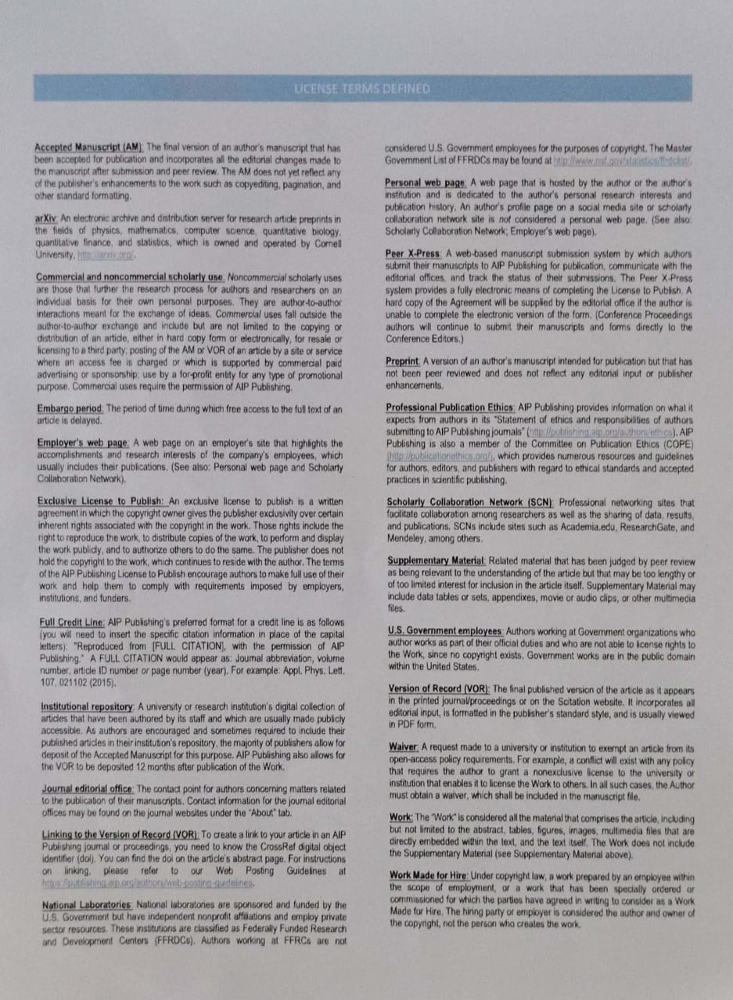 LICENSE TERMS DEFINED
Accepted Manuscript (AM): The final version of an author's manuscript that has
been accepted for publication and incorporates all the editorial changes made to
the manuscript after submission and peer review. The AM does not yet reflect any
of the publisher's enhancements to the work such as copyediting, pagination, and
other standard formatting.
arXiv: An electronic archive and distribution server for research article preprints in
the fields of physics, mathematics, computer science, quantitative biology,
quantitative finance, and statistics, which is owned and operated by Cornell
University, http://arxiv.org/.
Commercial and noncommercial scholarly use: Noncommercial scholarly uses
are those that further the research process for authors and researchers on an
individual basis for their own personal purposes. They are author-to-author
interactions meant for the exchange of ideas. Commercial uses fall outside the
author-to-author exchange and include but are not limited to the copying or
distribution of an article, either in hard copy form or electronically, for resale or
licensing to a third party; posting of the AM or VOR of an article by a site or service
where an access fee is charged or which is supported by commercial paid
advertising or sponsorship; use by a for-profit entity for any type of promotional
purpose. Commercial uses require the permission of AIP Publishing.
Embargo period: The period of time during which free access to the full text of an
article is delayed.
Employer's web page: A web page on an employer's site that highlights the
accomplishments and research interests of the company's employees, which
usually includes their publications. (See also: Personal web page and Scholarly
Collaboration Network).
Exclusive License to Publish: An exclusive license to publish is a written
agreement in which the copyright owner gives the publisher exclusivity over certain
inherent rights associated with the copyright in the work. Those rights include the
right to reproduce the work, to distribute copies of the work, to perform and display
the work publicly, and to authorize others to do the same. The publisher does not
hold the copyright to the work, which continues to reside with the author. The terms
of the AIP Publishing License to Publish encourage authors to make full use of their
work and help them to comply with requirements imposed by employers,
institutions, and funders.
Full Credit Line: AIP Publishing's preferred format for a credit line is as follows
(you will need to insert the specific citation information in place of the capital
letters): "Reproduced from [FULL CITATION], with the permission of AIP
Publishing." A FULL CITATION would appear as: Journal abbreviation, volume
number, article ID number or page number (year). For example: Appl. Phys. Lett.
107, 021102 (2015).
Institutional repository: A university or research institution's digital collection of
articles that have been authored by its staff and which are usually made publicly
accessible. As authors are encouraged and sometimes required to include their
published articles in their institution's repository, the majority of publishers allow for
deposit of the Accepted Manuscript for this purpose. AIP Publishing also allows for
the VOR to be deposited 12 months after publication of the Work.
Journal editorial office: The contact point for authors concerning matters related
to the publication of their manuscripts. Contact information for the journal editorial
offices may be found on the journal websites under the "About" tab.
Linking to the Version of Record (VOR): To create a link to your article in an AIP
Publishing journal or proceedings, you need to know the CrossRef digital object
identifier (doi). You can find the doi on the article's abstract page. For instructions
on linking, please refer to our Web Posting Guidelines at
https://publishing.aip.org/authors/web-posting-guidelines.
National Laboratories: National laboratories are sponsored and funded by the
U.S. Government but have independent nonprofit affiliations and employ private
sector resources. These institutions are classified as Federally Funded Research
and Development Centers (FFRDCs). Authors working at FFRCs are not
considered U.S. Government employees for the purposes of copyright. The Master
Government List of FFRDCs may be found at http://www.nsf.gov/statistics/ffrdclist/.
Personal web page: A web page that is hosted by the author or the author's
institution and is dedicated to the author's personal research interests and
publication history. An author's profile page on a social media site or scholarly
collaboration network site is not considered a personal web page. (See also:
Scholarly Collaboration Network; Employer's web page).
Peer X-Press: A web-based manuscript submission system by which authors
submit their manuscripts to AIP Publishing for publication, communicate with the
editorial offices, and track the status of their submissions. The Peer X-Press
system provides a fully electronic means of completing the License to Publish. A
hard copy of the Agreement will be supplied by the editorial office if the author is
unable to complete the electronic version of the form. (Conference Proceedings
authors will continue to submit their manuscripts and forms directly to the
Conference Editors.)
Preprint: A version of an author's manuscript intended for publication but that has
not been peer reviewed and does not reflect any editorial input or publisher
enhancements.
Professional Publication Ethics: AIP Publishing provides information on what it
expects from authors in its "Statement of ethics and responsibilities of authors
submitting to AIP Publishing journals" (http://publishing.aip.org/authors/ethics). AIP
Publishing is also a member of the Committee on Publication Ethics (COPE)
(http://publicationethics.org/), which provides numerous resources and guidelines
for authors, editors, and publishers with regard to ethical standards and accepted
practices in scientific publishing.
Scholarly Collaboration Network (SCN): Professional networking sites that
facilitate collaboration among researchers as well as the sharing of data, results,
and publications. SCNs include sites such as Academia.edu, ResearchGate, and
Mendeley, among others.
Supplementary Material: Related material that has been judged by peer review
as being relevant to the understanding of the article but that may be too lengthy or
of too limited interest for inclusion in the article itself. Supplementary Material may
include data tables or sets, appendixes, movie or audio clips, or other multimedia
files.
U.S. Government employees: Authors working at Government organizations who
author works as part of their official duties and who are not able to license rights to
the Work, since no copyright exists. Government works are in the public domain
within the United States.
Version of Record (VOR): The final published version of the article as it appears
in the printed journal/proceedings or on the Scitation website. It incorporates all
editorial input, is formatted in the publisher's standard style, and is usually viewed
in PDF form.
Waiver: A request made to a university or institution to exempt an article from its
open-access policy requirements. For example, a conflict will exist with any policy
that requires the author to grant a nonexclusive license to the university or
institution that enables it to license the Work to others. In all such cases, the Author
must obtain a waiver, which shall be included in the manuscript file.
Work: The "Work" is considered all the material that comprises the article, including
but not limited to the abstract, tables, figures, images, multimedia files that are
directly embedded within the text, and the text itself. The Work does not include
the Supplementary Material (see Supplementary Material above).
Work Made for Hire: Under copyright law, a work prepared by an employee within
the scope of employment, or a work that has been specially ordered or
commissioned for which the parties have agreed in writing to consider as a Work
Made for Hire. The hiring party or employer is considered the author and owner of
the copyright, not the person who creates the work.